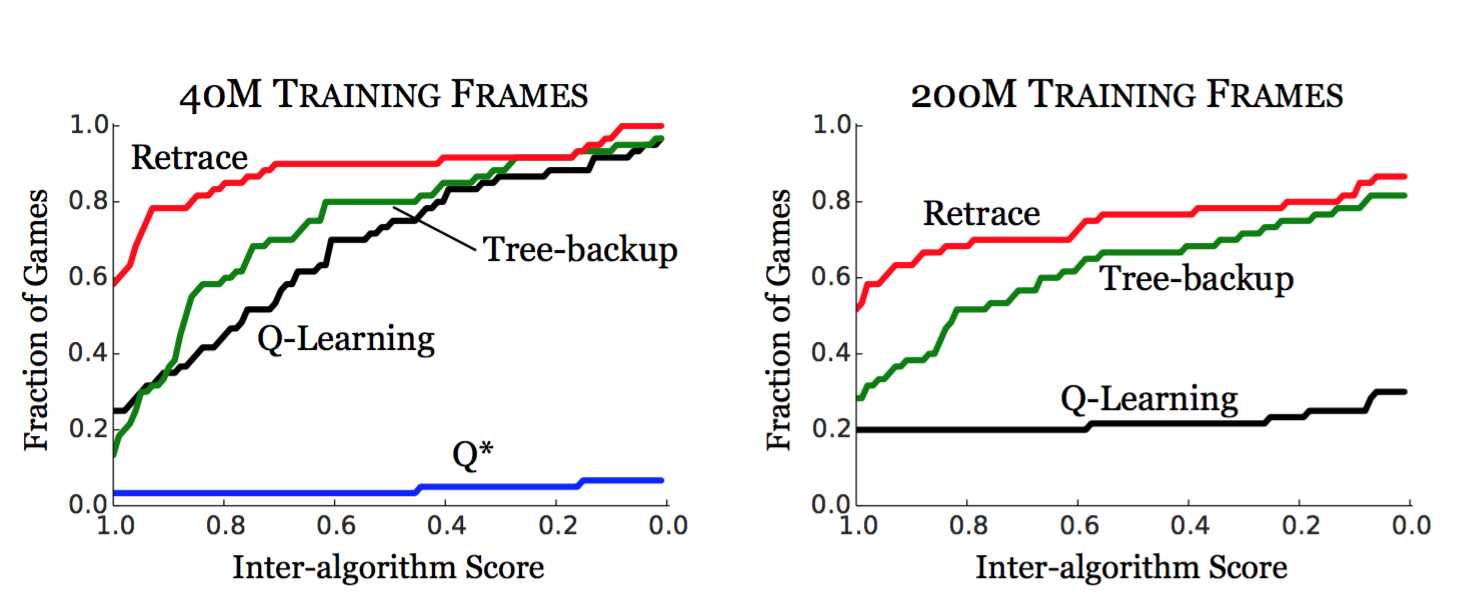 40M TRAINING FRAMES
Fraction of Games
1.0
0.8
0.6
0.4
0.2
0.0
Retrace
Tree-backup
Q-Learning
Q*
1.0 0.8 0.6 0.4 0.2 0.0
Inter-algorithm Score
200M TRAINING FRAMES
Fraction of Games
1.0
0.8
0.6
0.4
0.2
0.0
Retrace
Tree-backup
Q-Learning
1.0 0.8 0.6 0.4 0.2 0.0
Inter-algorithm Score